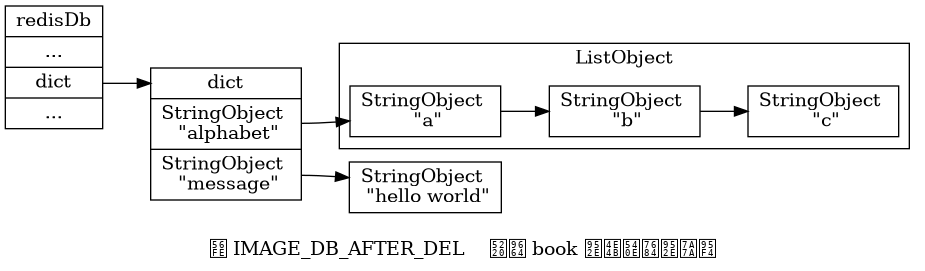 redisDb
...
dict
...
dict
StringObject
"alphabet"
StringObject
"message"
ListObject
StringObject
"a"
StringObject
"b"
StringObject
"c"
StringObject
"hello world"
IMAGE_DB_AFTER_DEL book